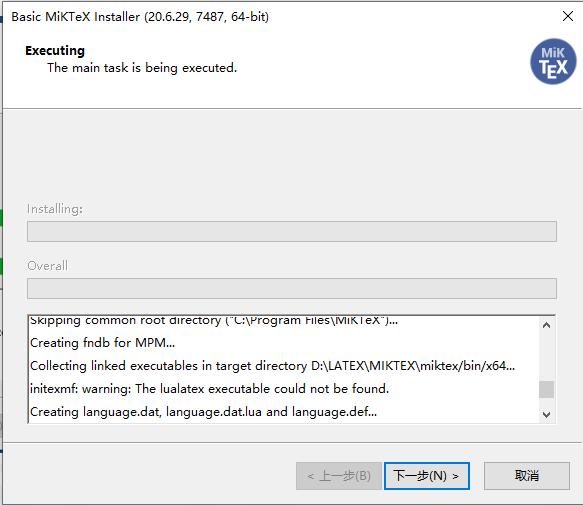 Basic MiKTeX Installer (20.6.29, 7487, 64-bit)
Executing
The main task is being executed.
MiK
TEX
Installing:
Overall
Skipping common root directory ("C:\Program Files\MiKTeX")...
Creating fndb for MPM...
Collecting linked executables in target directory D:\LATEX\MIKTEX\miktex/bin/x64...
initexmf: warning: The lualatex executable could not be found.
Creating language.dat, language.dat.lua and language.def...
< 上一步(B) 下一步(N) > 取消